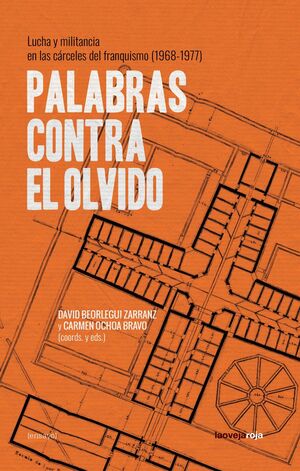 Lucha y militancia
en las cárceles del franquismo (1968-1977)
PALABRAS
CONTRA
EL OLVIDO
DAVID BEORLEGUI ZARRANZ
y CARMEN OCHOA BRAVO
(coords. y eds.)
[ensayo]
laovejaroja